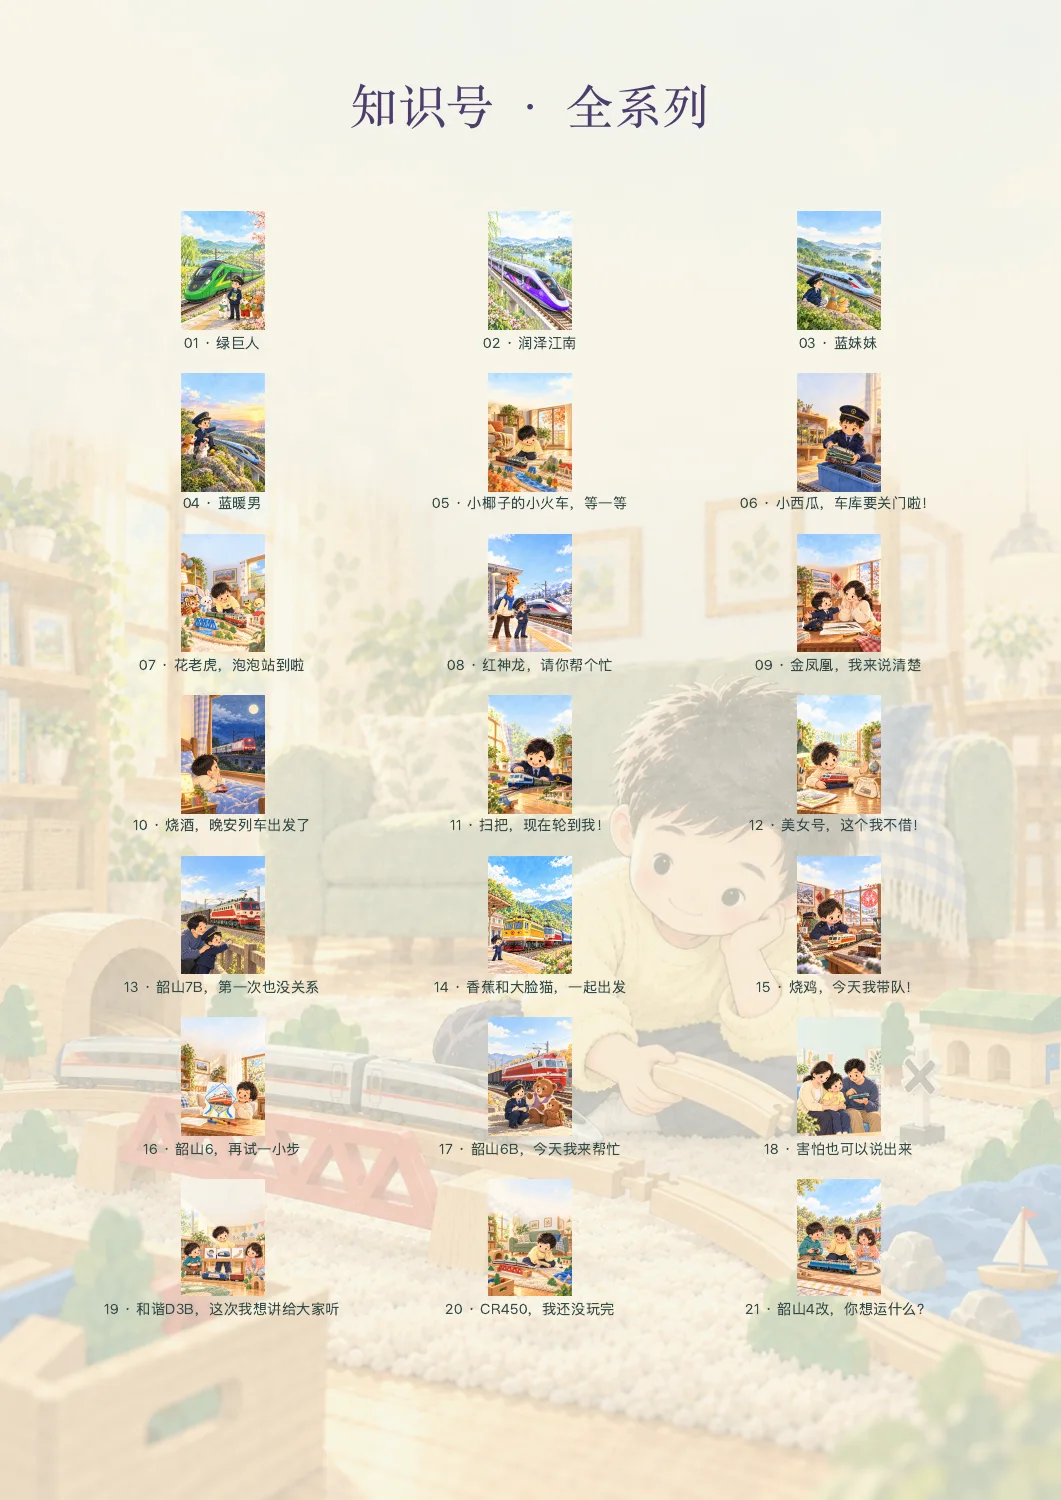 知识号 · 全系列
01 · 绿巨人
02 · 润泽江南
03 · 蓝妹妹
04 · 蓝暖男
05 · 小椰子的小火车，等一等
06 · 小西瓜，车库要关门啦！
07 · 花老虎，泡泡站到啦
08 · 红神龙，请你帮个忙
09 · 金凤凰，我来说清楚
10 · 烧酒，晚安列车出发了
11 · 扫把，现在轮到我！
12 · 美女号，这个我不借！
13 · 韶山7B，第一次也没关系
14 · 香蕉和大脸猫，一起出发
15 · 烧鸡，今天我带队！
16 · 韶山6，再试一小步
17 · 韶山6B，今天我来帮忙
18 · 害怕也可以说出来
19 · 和谐D3B，这次我想讲给大家听
20 · CR450，我还没玩完
21 · 韶山4改，你想运什么？